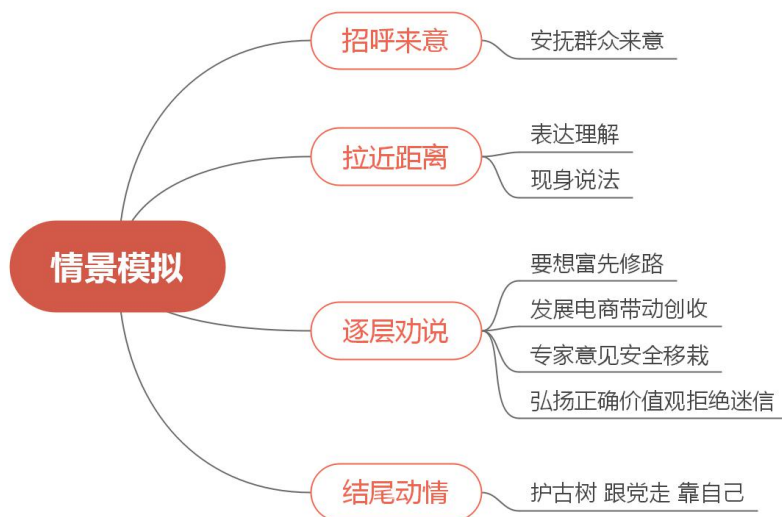 情景模拟
招呼来意
安抚群众来意
拉近距离
表达理解
现身说法
逐层劝说
要想富先修路
发展电商带动创收
专家意见安全移栽
弘扬正确价值观拒绝迷信
结尾动情
护古树 跟党走 靠自己